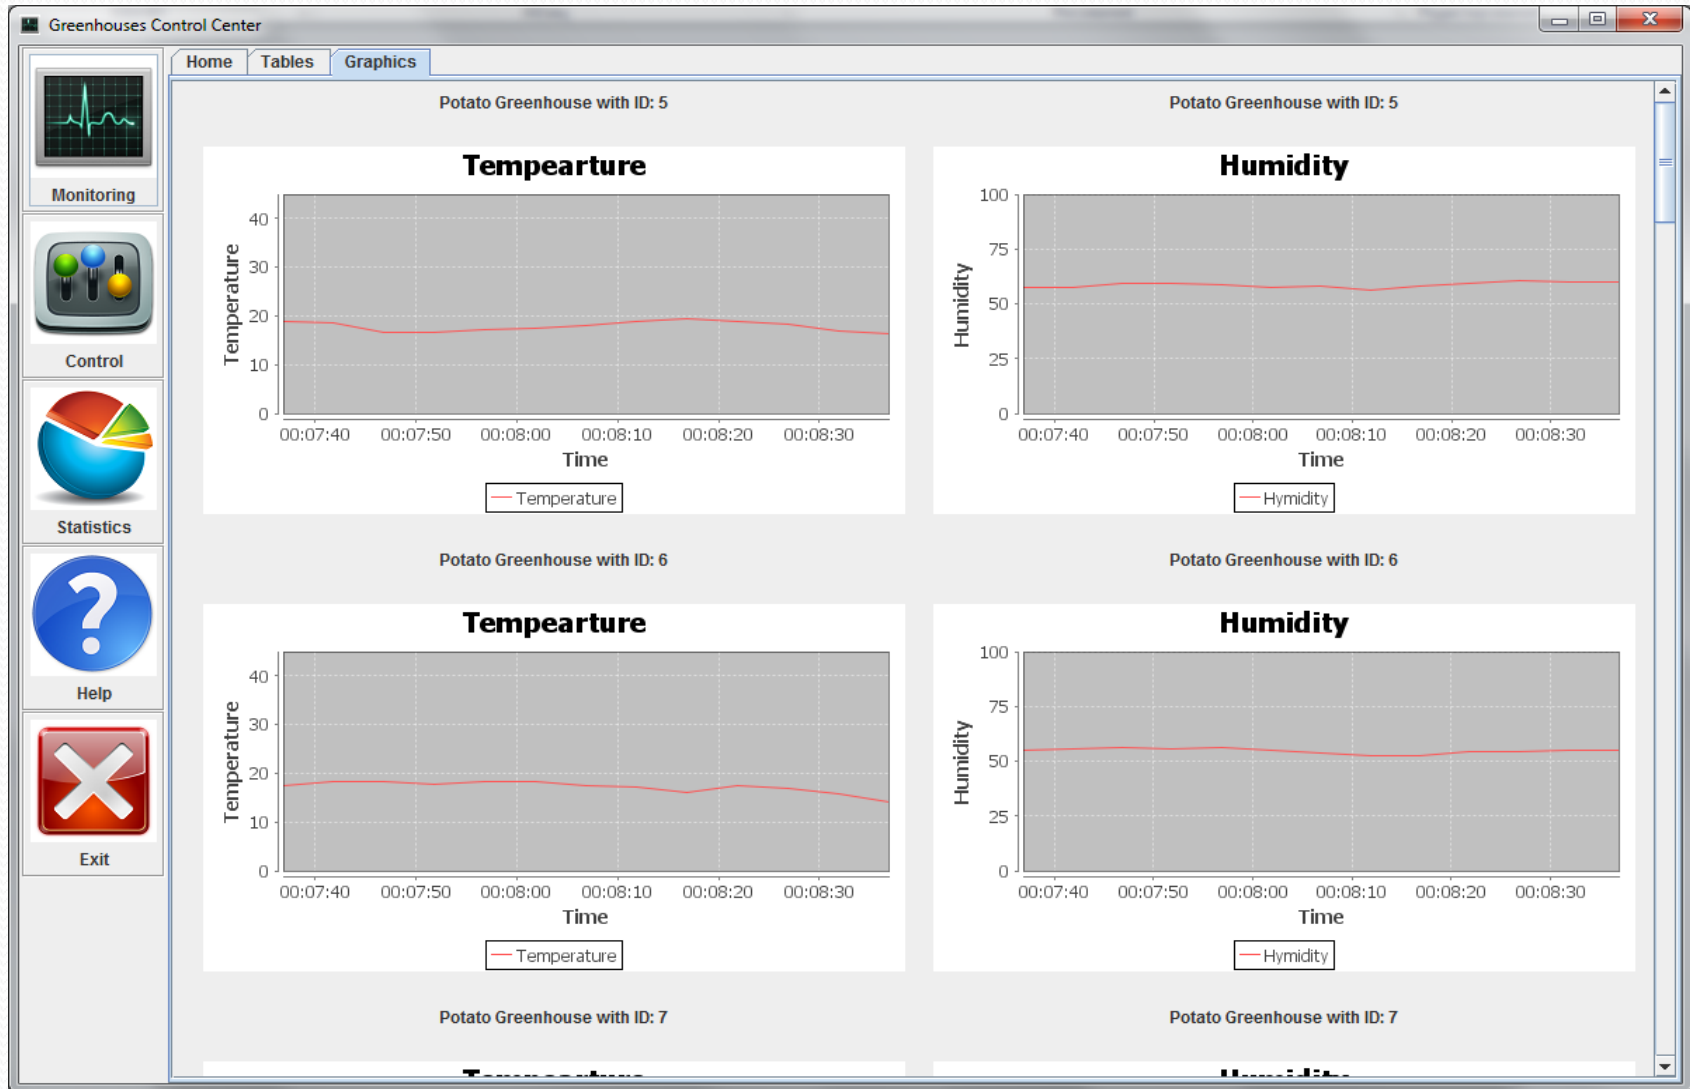 Greenhouses Control Center
Home Tables Graphics
Monitoring
Control
Statistics
Help
Exit
Potato Greenhouse with ID: 5
Tempearture
Temperature
40
30
20
10
0
00:07:40 00:07:50 00:08:00 00:08:10 00:08:20 00:08:30
Time
Temperature
Potato Greenhouse with ID: 5
Humidity
Humidity
100
75
50
25
0
00:07:40 00:07:50 00:08:00 00:08:10 00:08:20 00:08:30
Time
Hymidity
Potato Greenhouse with ID: 6
Tempearture
Temperature
40
30
20
10
0
00:07:40 00:07:50 00:08:00 00:08:10 00:08:20 00:08:30
Time
Temperature
Potato Greenhouse with ID: 6
Humidity
Humidity
100
75
50
25
0
00:07:40 00:07:50 00:08:00 00:08:10 00:08:20 00:08:30
Time
Hymidity
Potato Greenhouse with ID: 7
Tempearture
Potato Greenhouse with ID: 7
Humidity